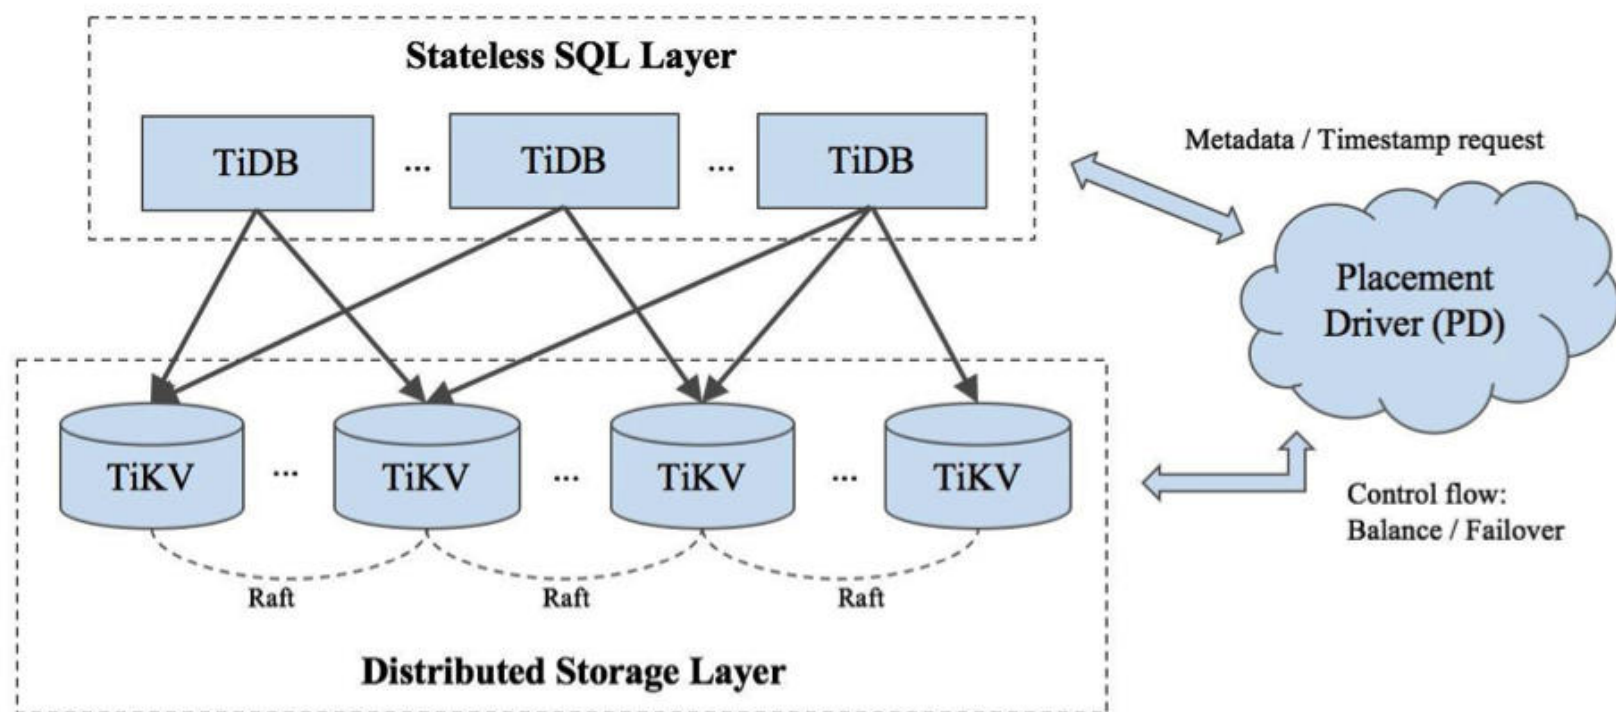 Stateless SQL Layer
TiDB ... TiDB ... TiDB
Metadata / Timestamp request
Placement
Driver (PD)
TiKV ... TiKV ... TiKV ... TiKV
Control flow:
Balance / Failover
Raft Raft Raft
Distributed Storage Layer